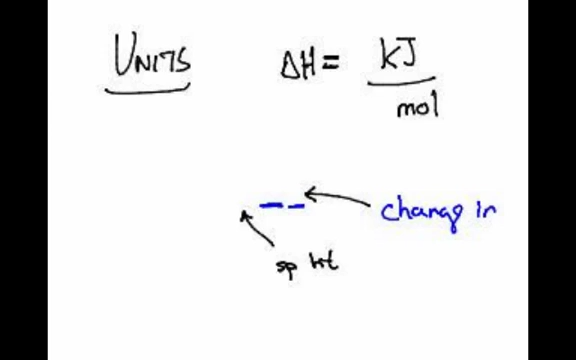 UNITS ΔH = kJ
mol
change in
sp ht